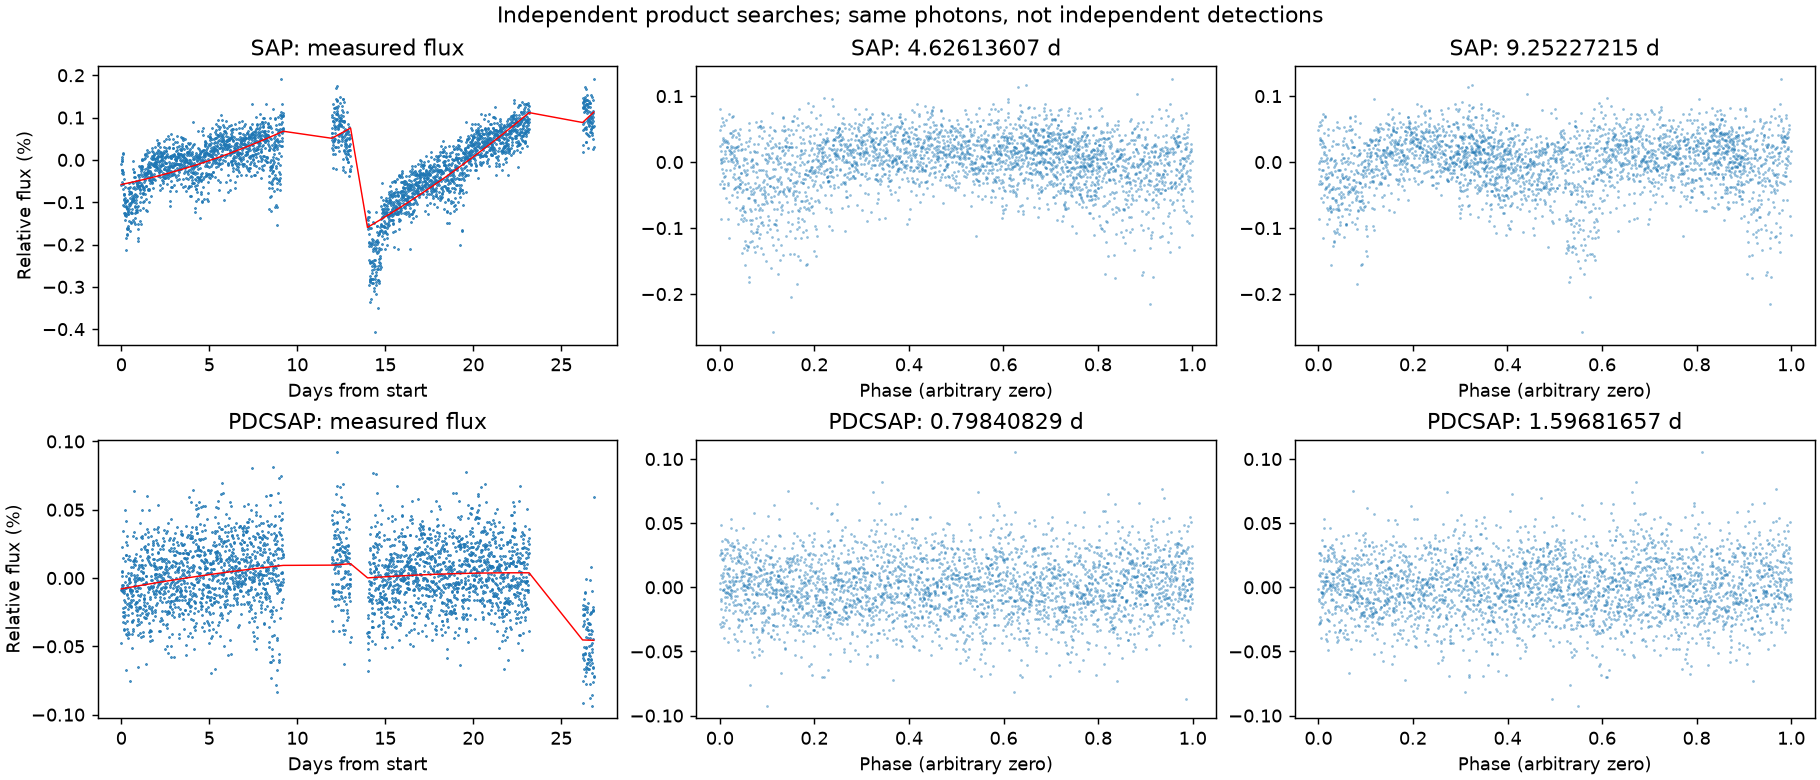 Independent product searches; same photons, not independent detections
SAP: measured flux
SAP: 4.62613607 d
SAP: 9.25227215 d
Relative flux (%)
0.2
0.1
0.0
−0.1
−0.2
−0.3
−0.4
0 5 10 15 20 25
Days from start
0.1
0.0
−0.1
−0.2
0.0 0.2 0.4 0.6 0.8 1.0
Phase (arbitrary zero)
0.1
0.0
−0.1
−0.2
0.0 0.2 0.4 0.6 0.8 1.0
Phase (arbitrary zero)
PDCSAP: measured flux
PDCSAP: 0.79840829 d
PDCSAP: 1.59681657 d
Relative flux (%)
0.10
0.05
0.00
−0.05
−0.10
0 5 10 15 20 25
Days from start
0.10
0.05
0.00
−0.05
−0.10
0.0 0.2 0.4 0.6 0.8 1.0
Phase (arbitrary zero)
0.10
0.05
0.00
−0.05
−0.10
0.0 0.2 0.4 0.6 0.8 1.0
Phase (arbitrary zero)